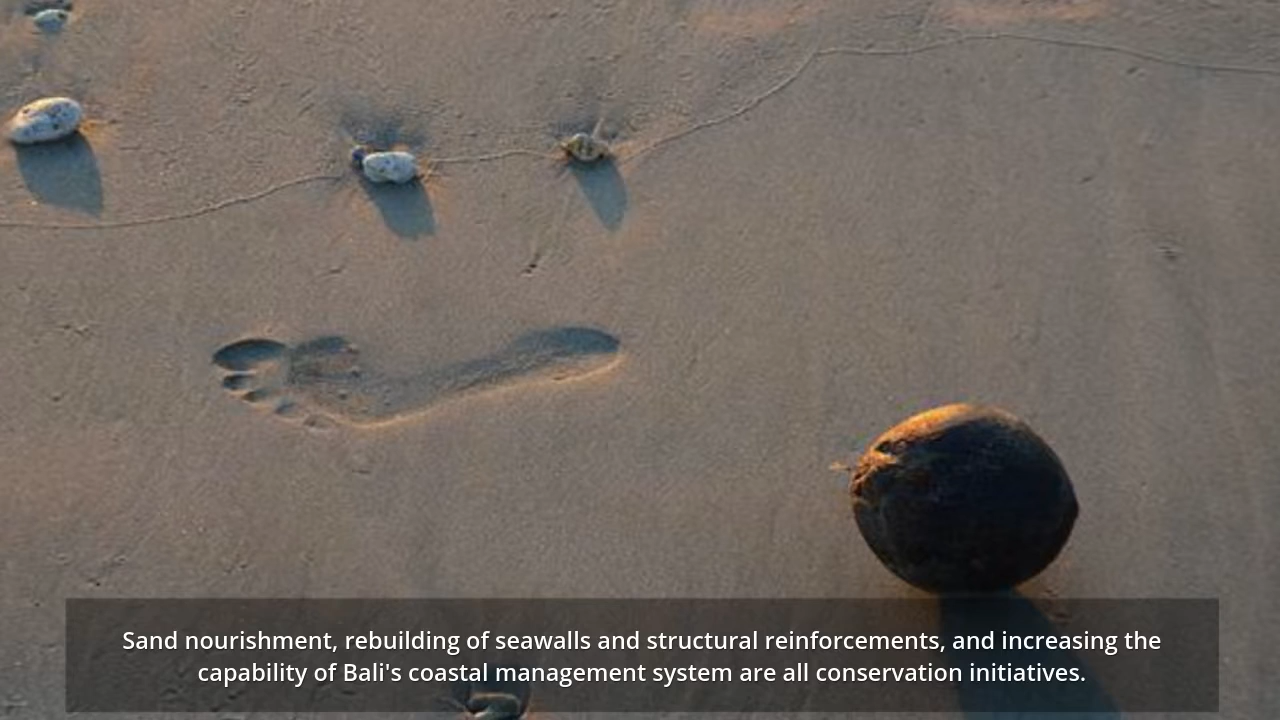 Sand nourishment, rebuilding of seawalls and structural reinforcements, and increasing the
capability of Bali's coastal management system are all conservation initiatives.